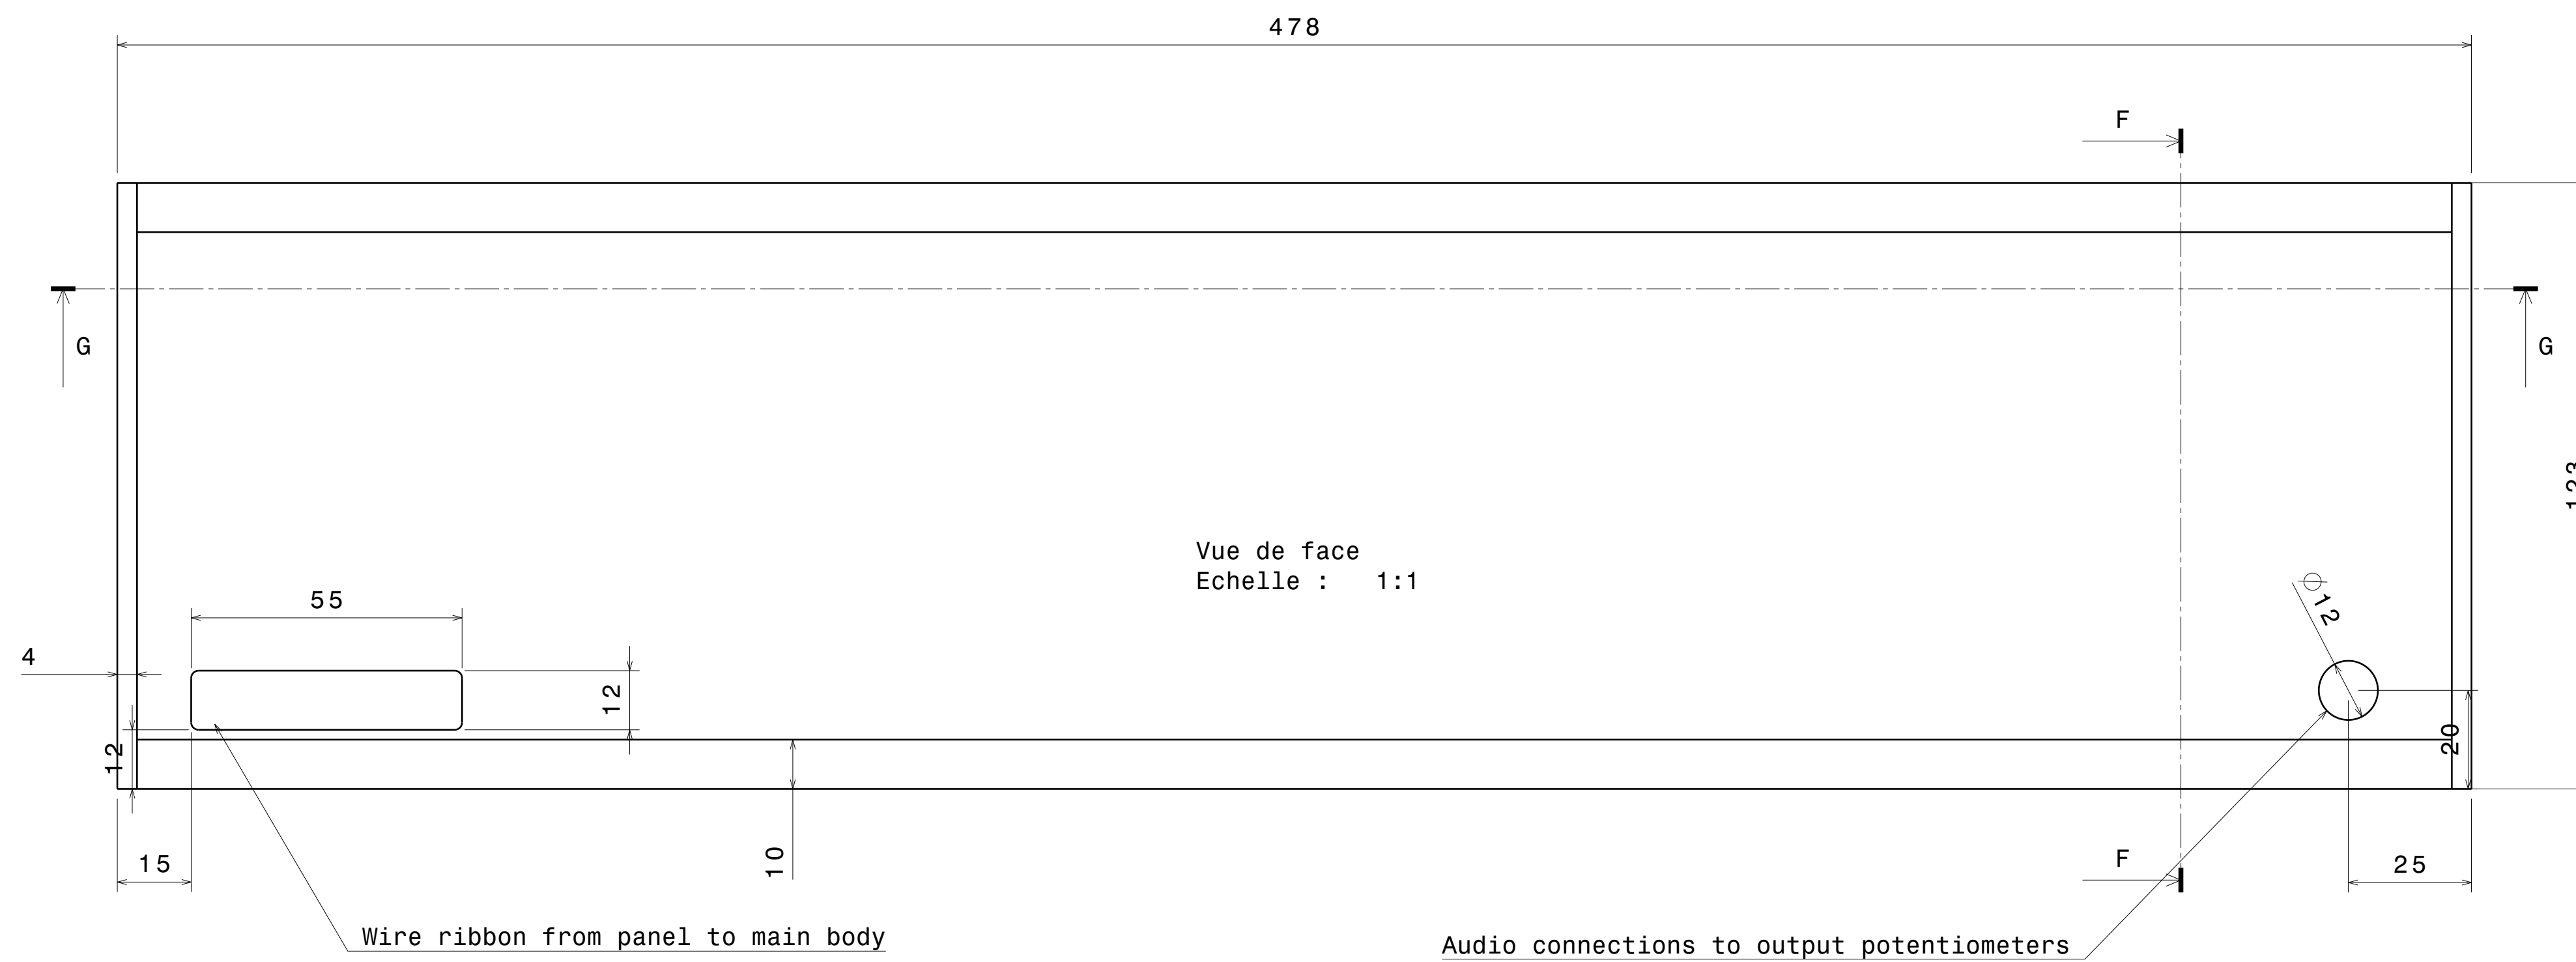 478
F
G
G
Vue de face
Echelle : 1:1
55
⌀12
4
12
12
20
10
15
F
25
Wire ribbon from panel to main body
Audio connections to output potentiometers